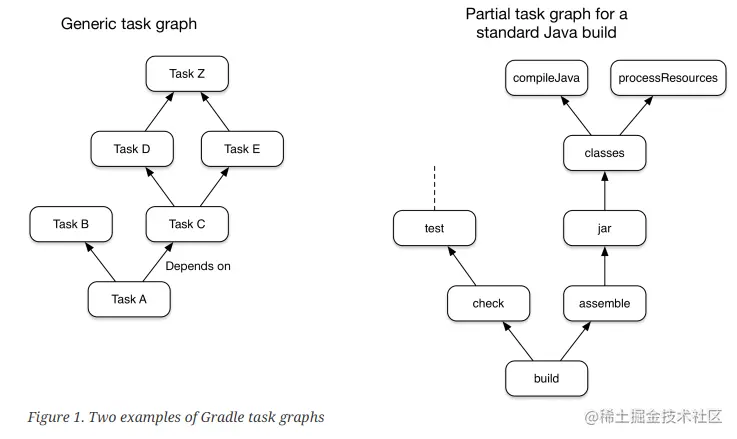 Generic task graph
Task Z
Task D
Task E
Task B
Task C
Depends on
Task A
Partial task graph for a
standard Java build
compileJava
processResources
classes
test
jar
check
assemble
build
Figure 1. Two examples of Gradle task graphs
@稀土掘金技术社区